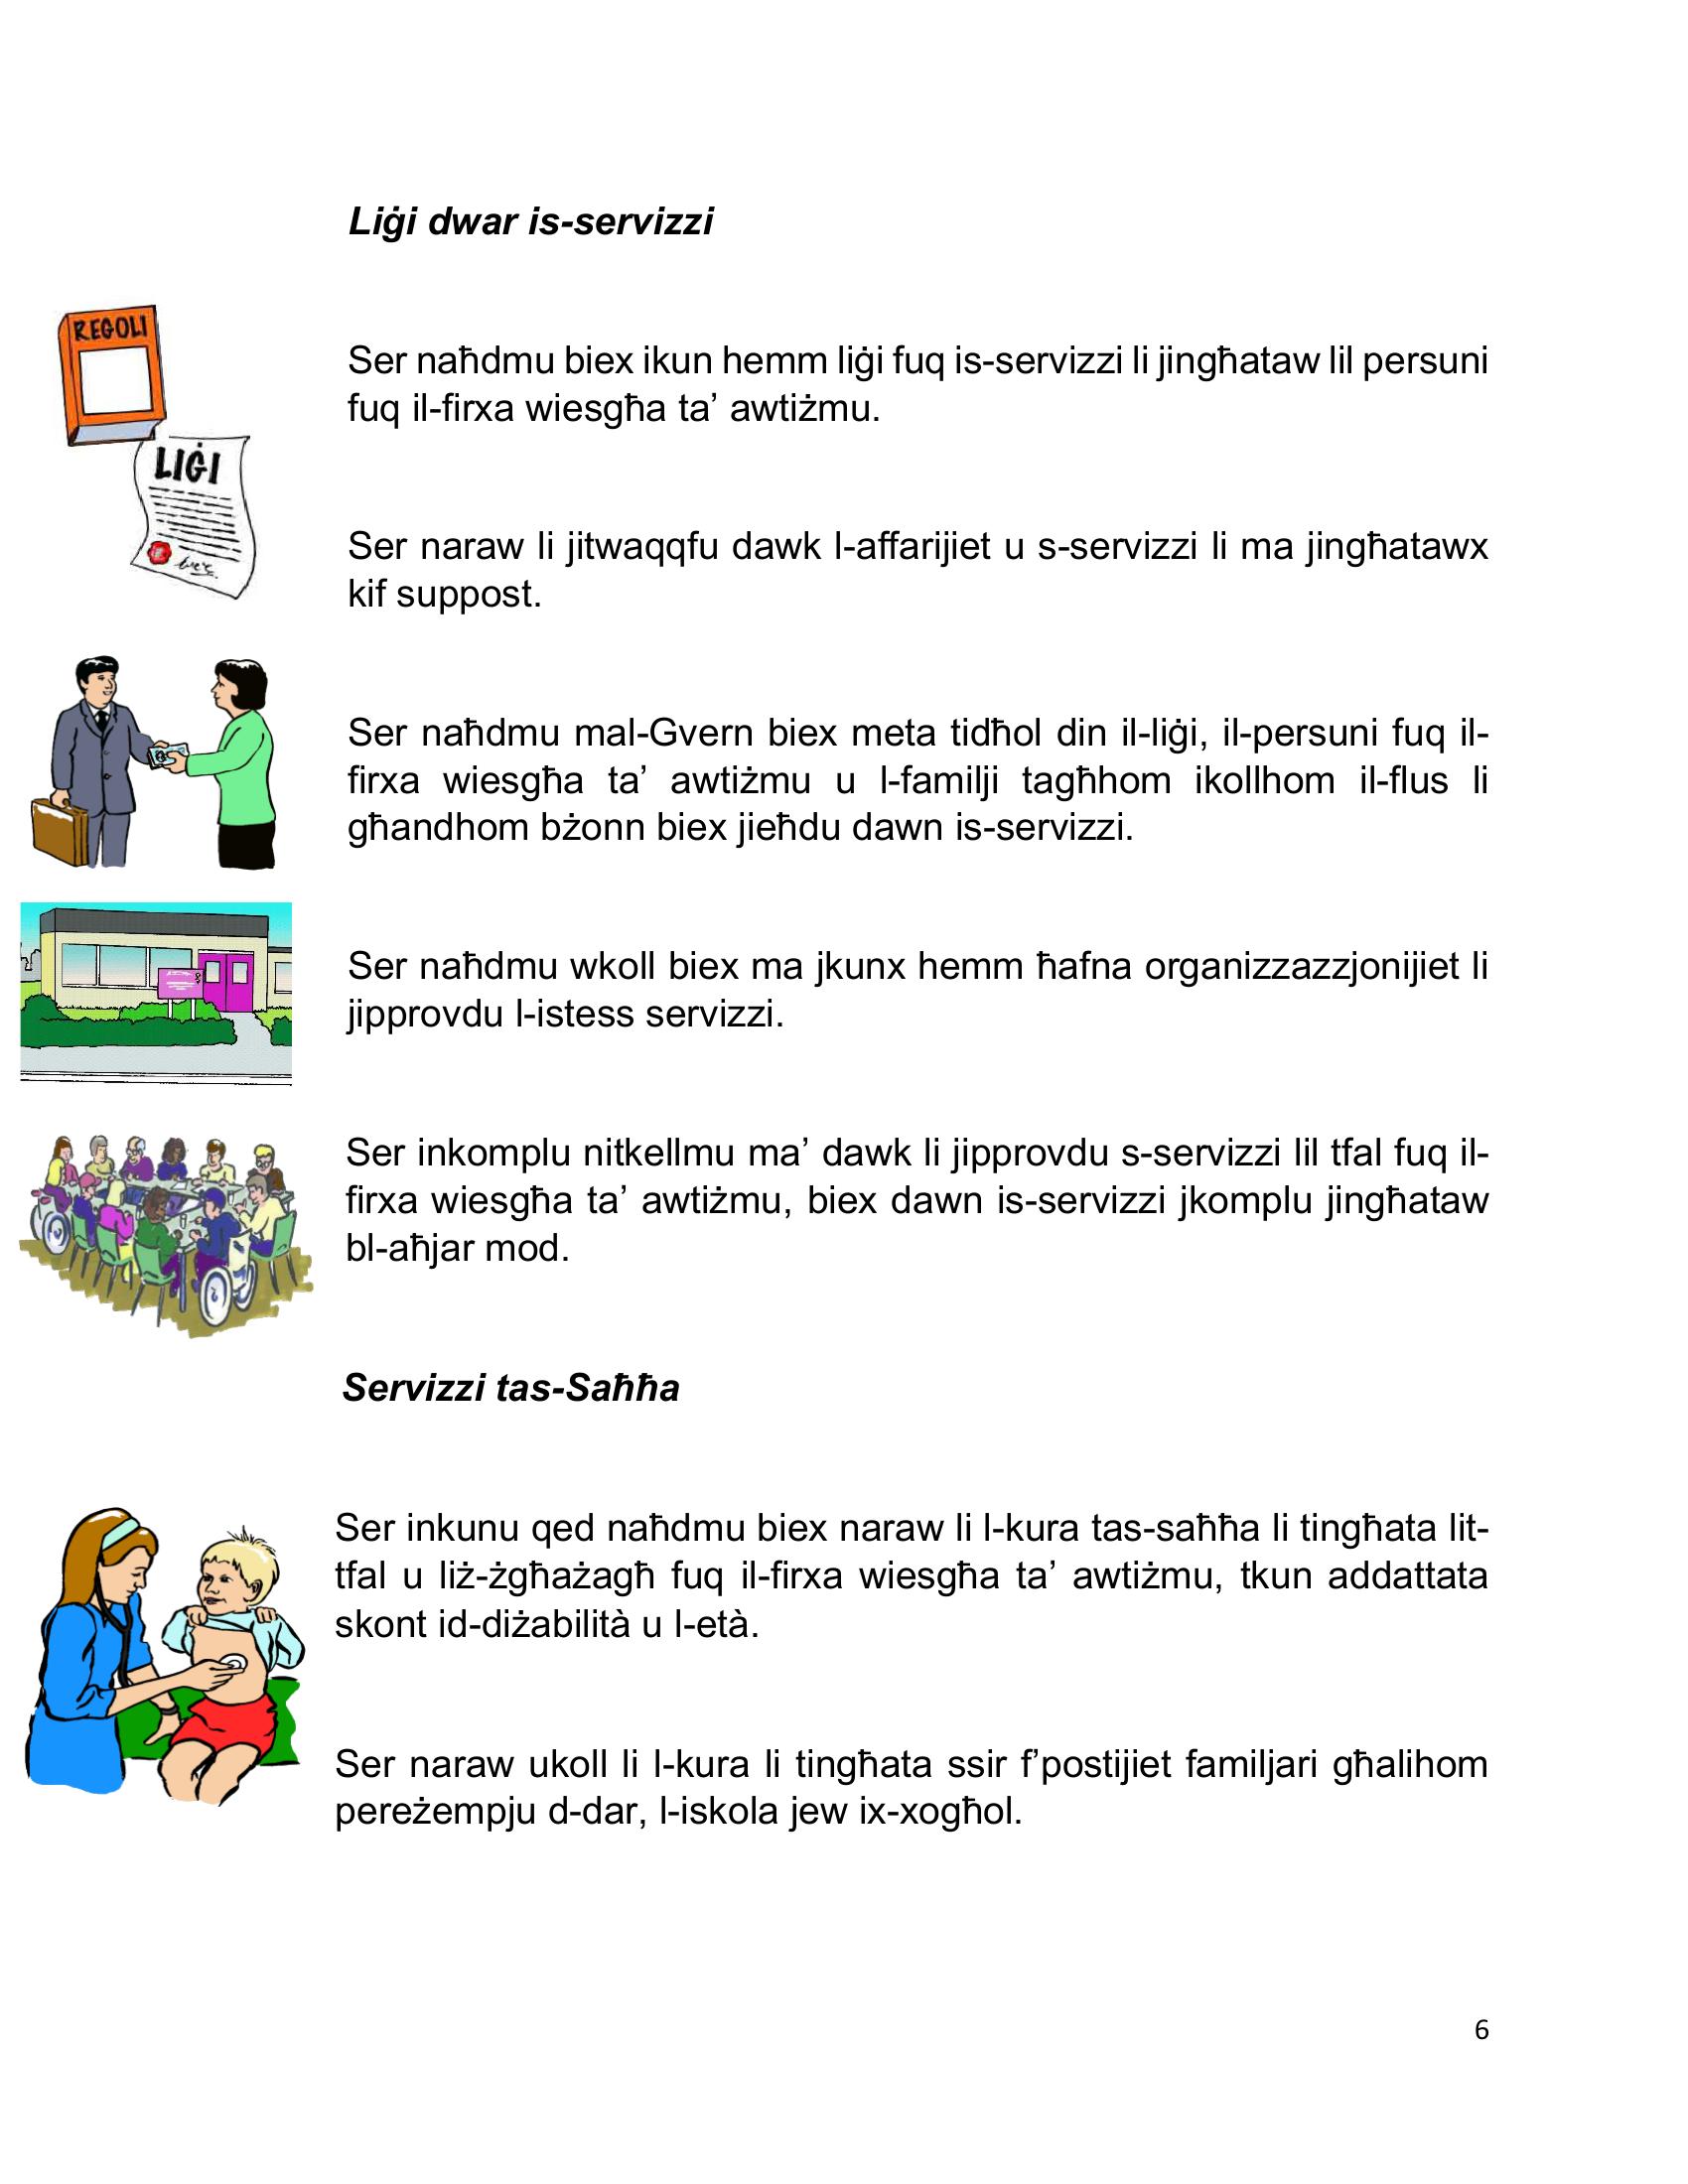 Liġi dwar is-servizzi
REGOLI
LIĠI
Ser naħdmu biex ikun hemm liġi fuq is-servizzi li jingħataw lil persuni
fuq il-firxa wiesgħa ta’ awtiżmu.
Ser naraw li jitwaqqfu dawk l-affarijiet u s-servizzi li ma jingħatawx
kif suppost.
Ser naħdmu mal-Gvern biex meta tidħol din il-liġi, il-persuni fuq il-
firxa wiesgħa ta’ awtiżmu u l-familji tagħhom ikollhom il-flus li
għandhom bżonn biex jieħdu dawn is-servizzi.
Ser naħdmu wkoll biex ma jkunx hemm ħafna organizzazzjonijiet li
jipprovdu l-istess servizzi.
Ser inkomplu nitkellmu ma’ dawk li jipprovdu s-servizzi lil tfal fuq il-
firxa wiesgħa ta’ awtiżmu, biex dawn is-servizzi jkomplu jingħataw
bl-aħjar mod.
Servizzi tas-Saħħa
Ser inkunu qed naħdmu biex naraw li l-kura tas-saħħa li tingħata lit-
tfal u liż-żgħażagħ fuq il-firxa wiesgħa ta’ awtiżmu, tkun addattata
skont id-diżabilità u l-età.
Ser naraw ukoll li l-kura li tingħata ssir f’postijiet familjari għalihom
pereżempju d-dar, l-iskola jew ix-xogħol.
6